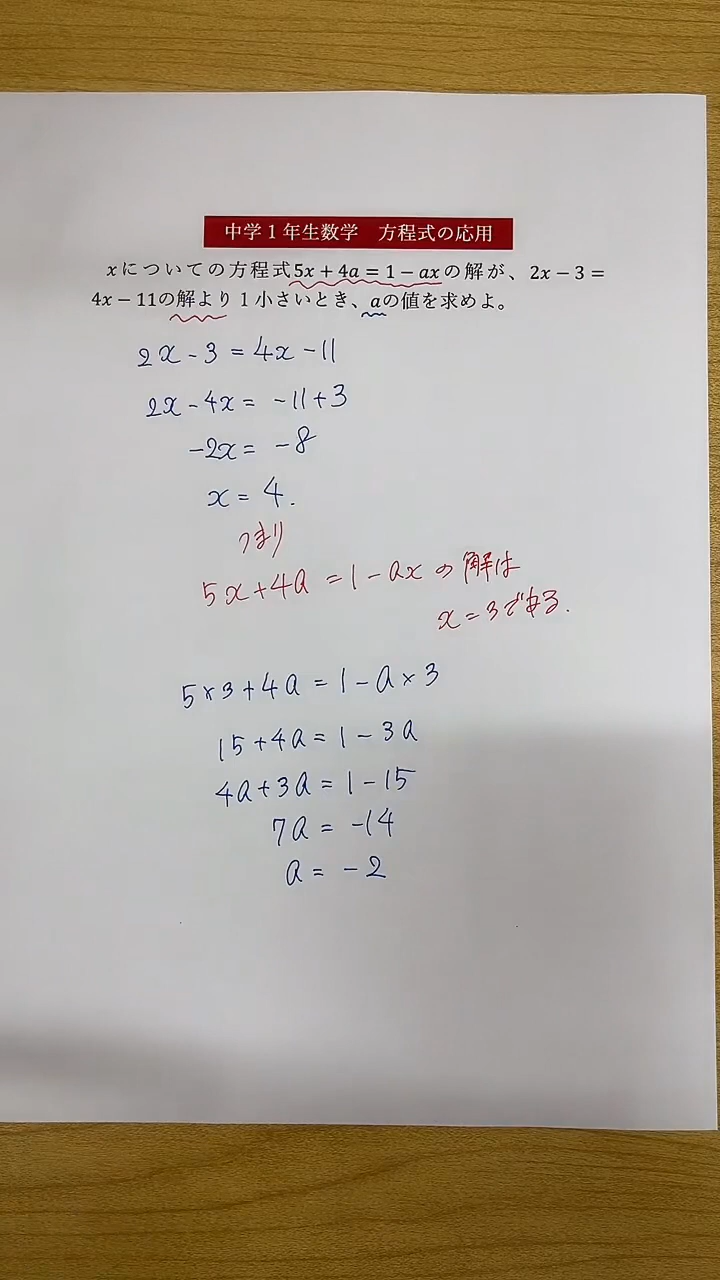 中学1年生数学　方程式の応用
xについての方程式5x + 4a = 1 − axの解が、2x − 3 =
4x − 11の解より1小さいとき、aの値を求めよ。
2x - 3 = 4x - 11
2x - 4x = -11 + 3
-2x = -8
x = 4.
つまり
5x + 4a = 1 - ax の解は
x = 3である.
5×3 + 4a = 1 - a×3
15 + 4a = 1 - 3a
4a + 3a = 1 - 15
7a = -14
a = -2